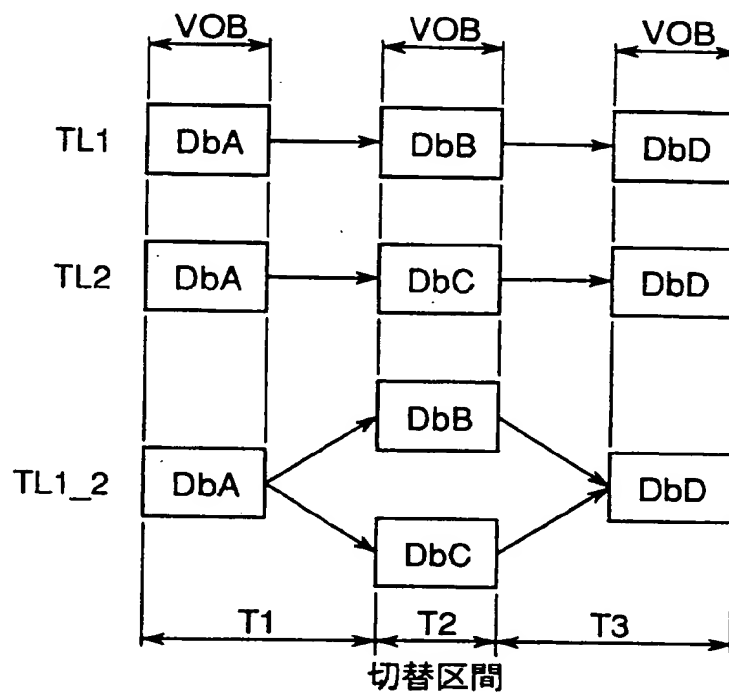 VOB VOB VOB
TL1 DbA DbB DbD
TL2 DbA DbC DbD
DbB
TL1_2 DbA DbD
DbC
T1 T2 T3
切替区間